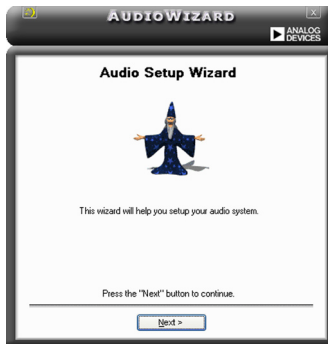 AUDIOWIZARD
X
ANALOG
DEVICES
Audio Setup Wizard
This wizard will help you setup your audio system.
Press the "Next" button to continue.
Next >